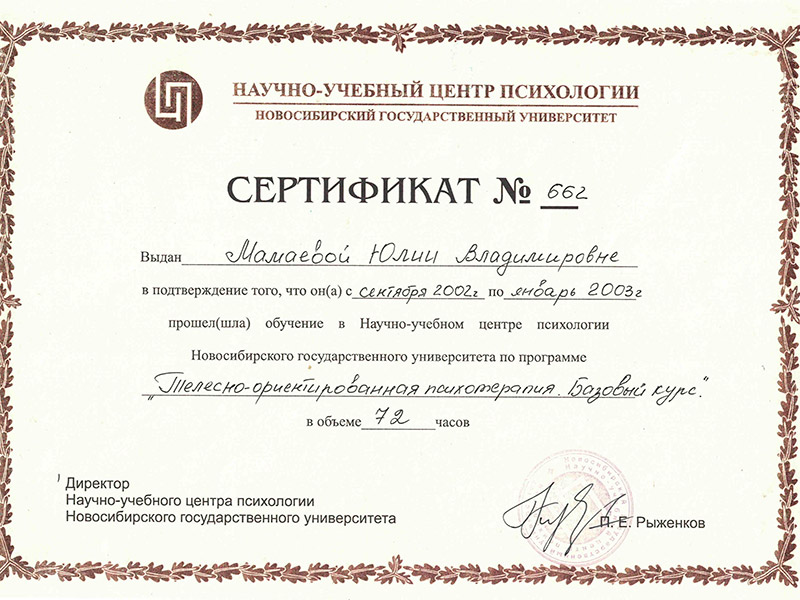 НАУЧНО-УЧЕБНЫЙ ЦЕНТР ПСИХОЛОГИИ
НОВОСИБИРСКИЙ ГОСУДАРСТВЕННЫЙ УНИВЕРСИТЕТ
СЕРТИФИКАТ № 662
Выдан Мамаевой Юлии Владимировне
в подтверждение того, что он(а) с сентября 2002г по январь 2003г
прошел(шла) обучение в Научно-учебном центре психологии
Новосибирского государственного университета по программе
„Телесно-ориентированная психотерапия. Базовый курс“.
в объеме 72 часов
Директор
Научно-учебного центра психологии
Новосибирского государственного университета
П. Е. Рыженков